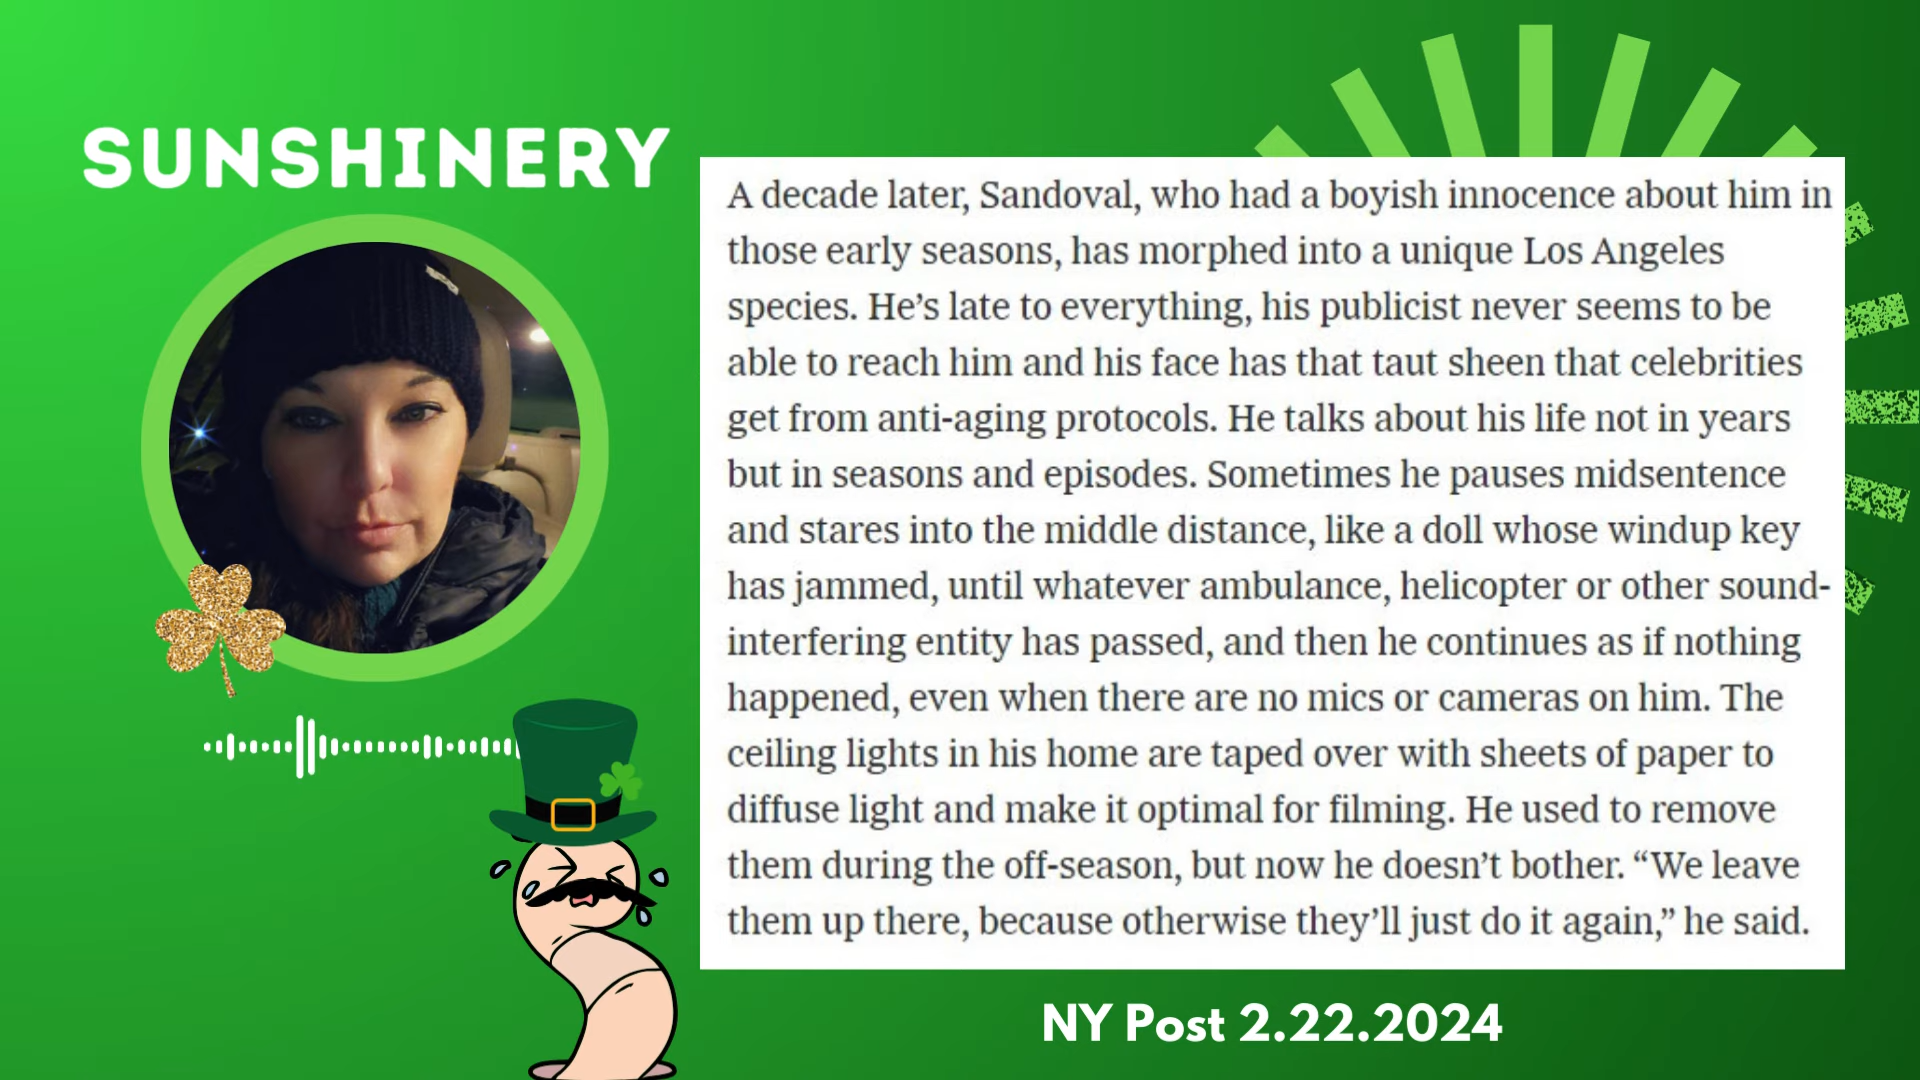 SUNSHINERY
A decade later, Sandoval, who had a boyish innocence about him in
those early seasons, has morphed into a unique Los Angeles
species. He’s late to everything, his publicist never seems to be
able to reach him and his face has that taut sheen that celebrities
get from anti-aging protocols. He talks about his life not in years
but in seasons and episodes. Sometimes he pauses midsentence
and stares into the middle distance, like a doll whose windup key
has jammed, until whatever ambulance, helicopter or other sound-
interfering entity has passed, and then he continues as if nothing
happened, even when there are no mics or cameras on him. The
ceiling lights in his home are taped over with sheets of paper to
diffuse light and make it optimal for filming. He used to remove
them during the off-season, but now he doesn’t bother. “We leave
them up there, because otherwise they’ll just do it again,” he said.
NY Post 2.22.2024